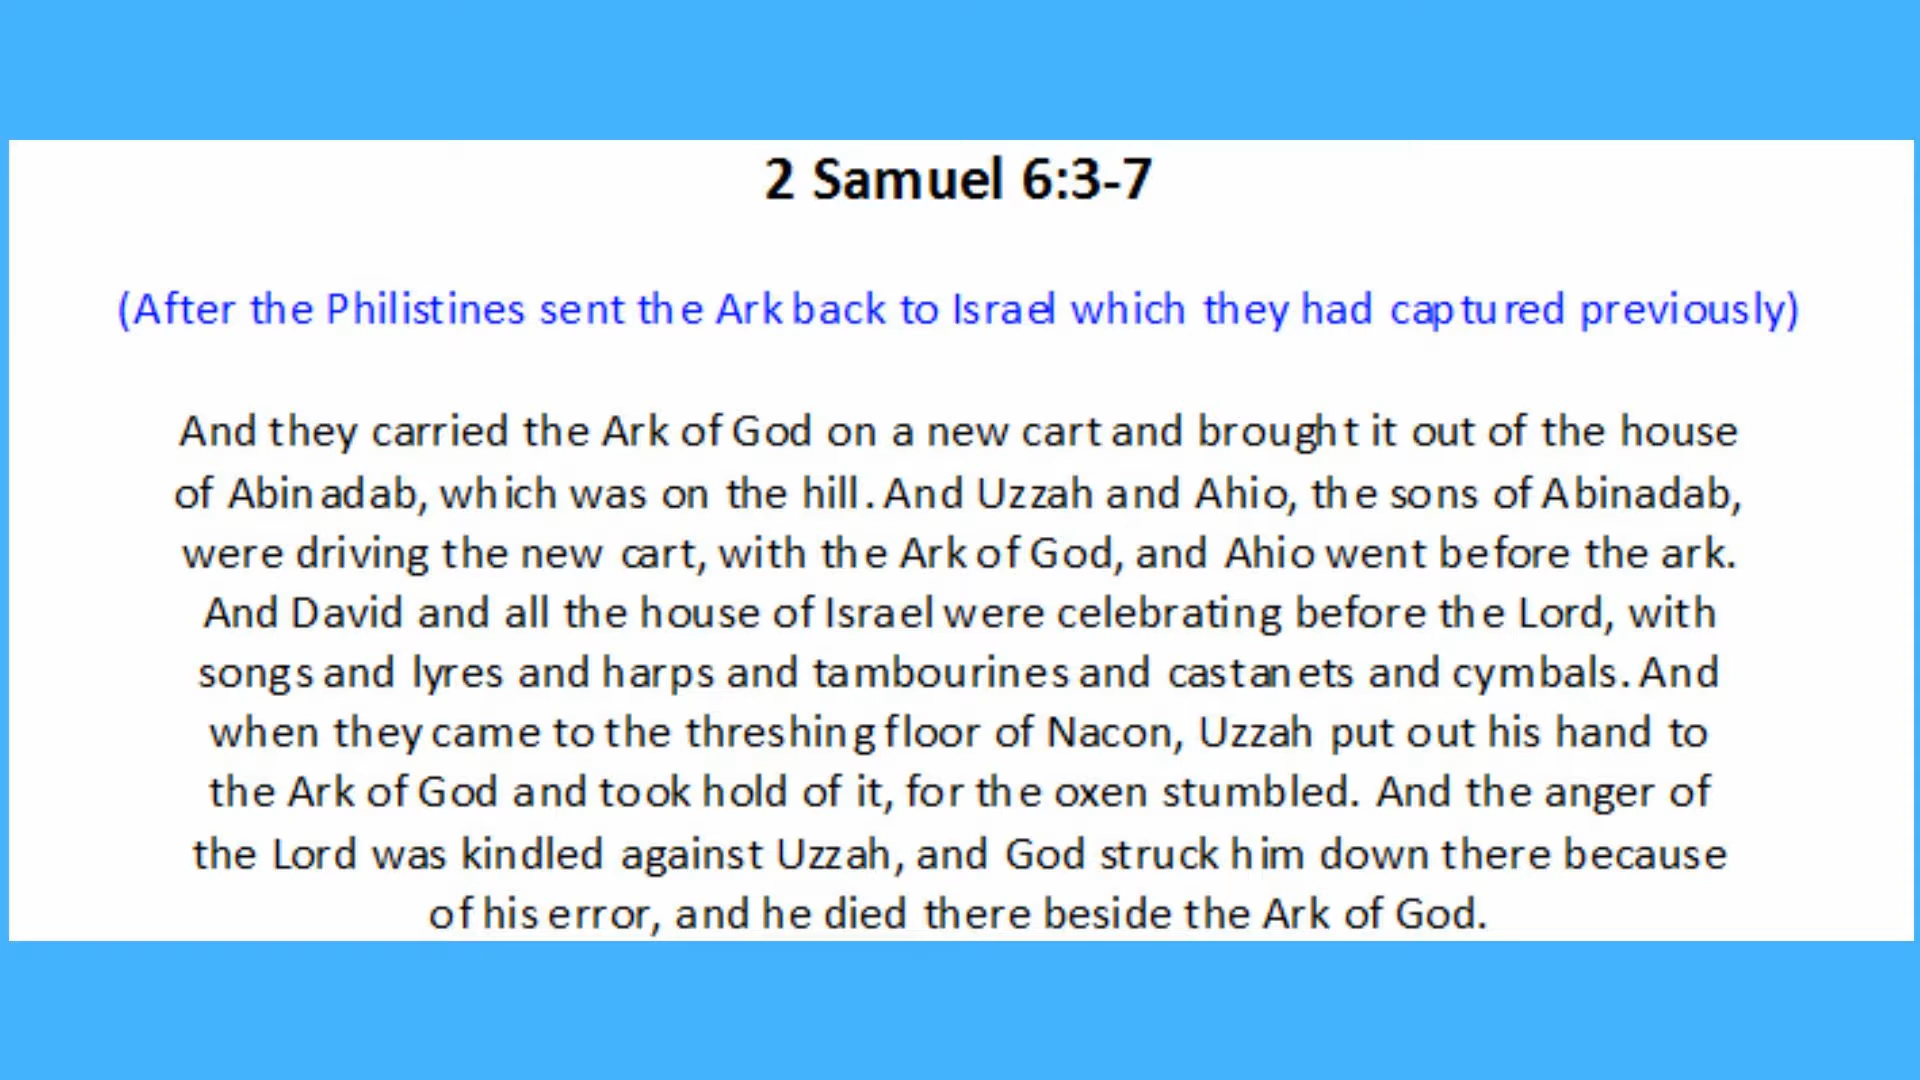 2 Samuel 6:3-7
(After the Philistines sent the Ark back to Israel which they had captured previously)
And they carried the Ark of God on a new cart and brought it out of the house
of Abinadab, which was on the hill. And Uzzah and Ahio, the sons of Abinadab,
were driving the new cart, with the Ark of God, and Ahio went before the ark.
And David and all the house of Israel were celebrating before the Lord, with
songs and lyres and harps and tambourines and castanets and cymbals. And
when they came to the threshing floor of Nacon, Uzzah put out his hand to
the Ark of God and took hold of it, for the oxen stumbled. And the anger of
the Lord was kindled against Uzzah, and God struck him down there because
of his error, and he died there beside the Ark of God.